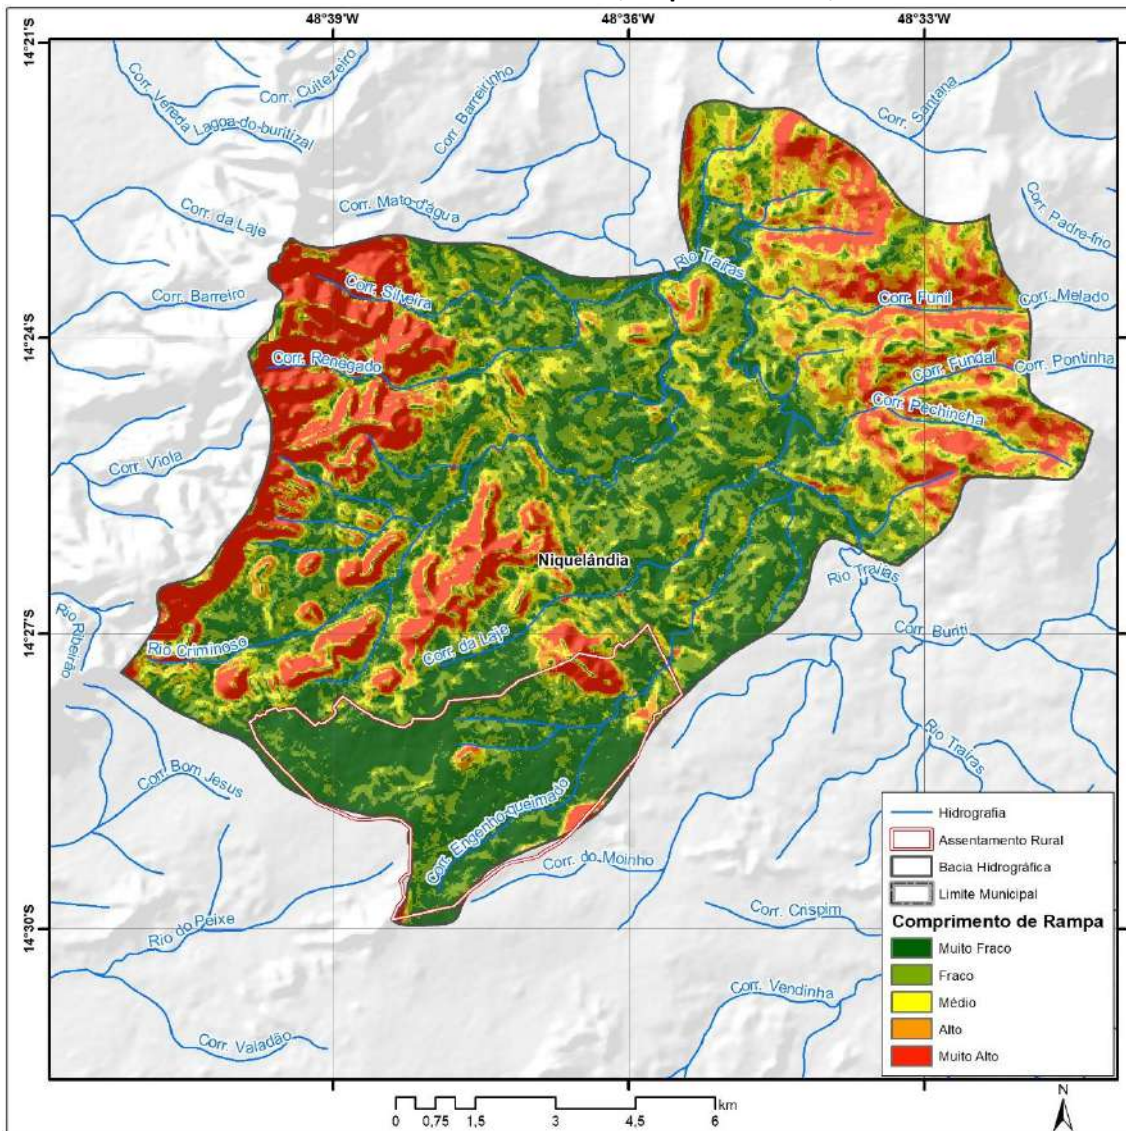 48°39'W
48°36'W
48°33'W
14°21'S
14°24'S
14°27'S
14°30'S
Corr. Cuitezeiro
Corr. Vereda Lagoa-do-buritizal
Corr. Barreirinho
Corr. Santana
Corr. Mato-d'água
Corr. da Laje
Corr. Padre-frio
Rio Traíras
Corr. Silveira
Corr. Barreiro
Corr. Funil
Corr. Melado
Corr. Renegado
Corr. Fundal
Corr. Pontinha
Corr. Pechincha
Corr. Viola
Niquelândia
Rio Traíras
Rio Ribeirão
Rio Criminoso
Corr. da Laje
Corr. Buriti
Rio Traíras
Corr. Bom Jesus
Corr. Engenho-queimado
Corr. do Moinho
Rio do Peixe
Corr. Crispim
Corr. Vendinha
Corr. Valadão
Hidrografia
Assentamento Rural
Bacia Hidrográfica
Limite Municipal
Comprimento de Rampa
Muito Fraco
Fraco
Médio
Alto
Muito Alto
N
km
0 0,75 1,5 3 4,5 6